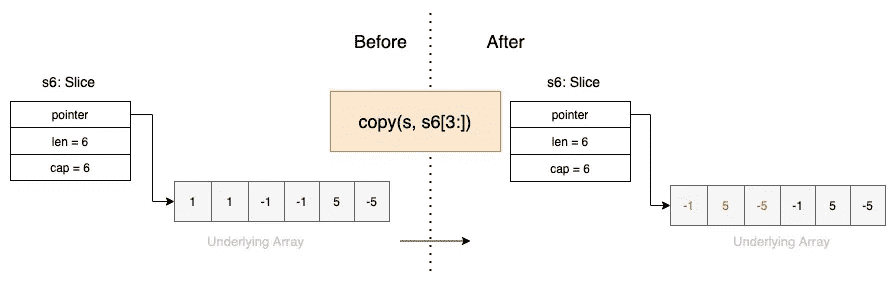 Before
After
s6: Slice
pointer
len = 6
cap = 6
1 1 -1 -1 5 -5
Underlying Array
copy(s, s6[3:])
s6: Slice
pointer
len = 6
cap = 6
-1 5 -5 -1 5 -5
Underlying Array